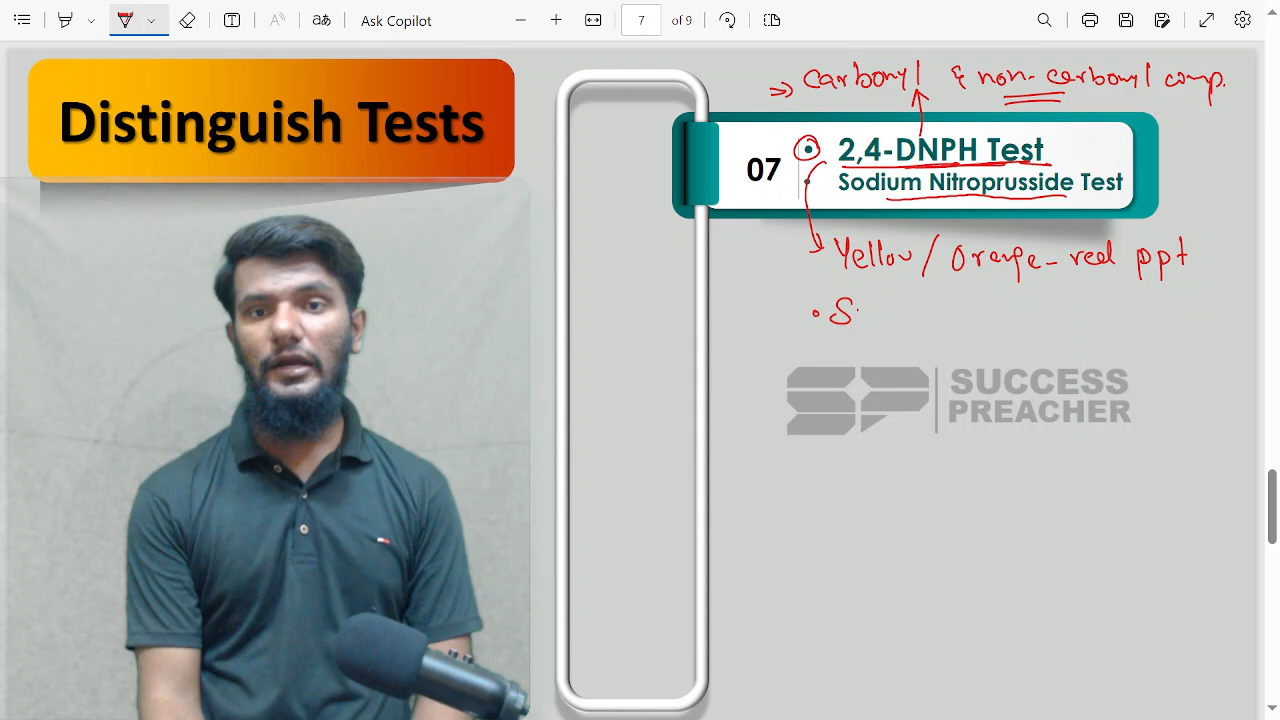 Ask Copilot
7 of 9
Distinguish Tests
→ Carbonyl & non-carbonyl comp.
07
• 2,4-DNPH Test
• Sodium Nitroprusside Test
Yellow / Orange-red ppt
• S
SP SUCCESS
PREACHER